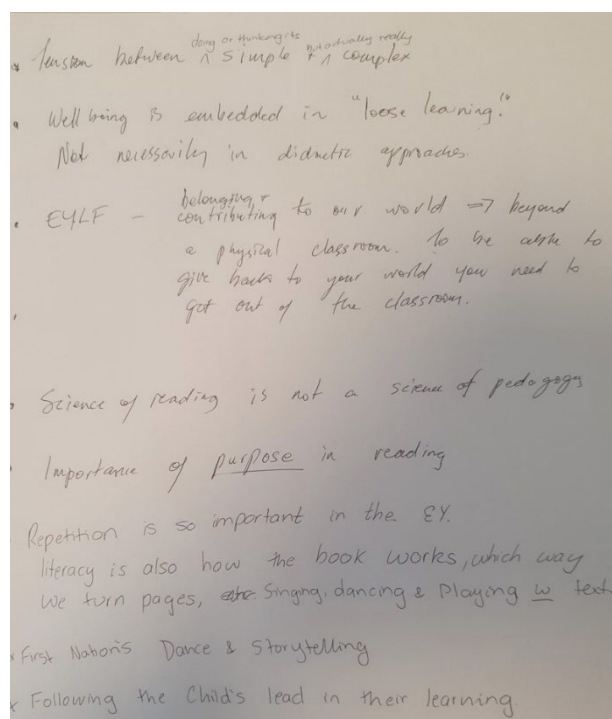 • Tension between ^ doing or thinking its simple + ^ but actually really complex
• Well being is embedded in "loose learning."
Not necessarily in didactic approaches.
• EYLF - belonging + contributing to our world => beyond
a physical classroom. To be able to
give back to your world you need to
get out of the classroom.
• Science of reading is not a science of pedagogy
• Importance of purpose in reading
Repetition is so important in the EY.
literacy is also how the book works, which way
we turn pages, Singing, dancing & Playing w text
* First Nation's Dance & Storytelling
* Following the Child's lead in their learning.